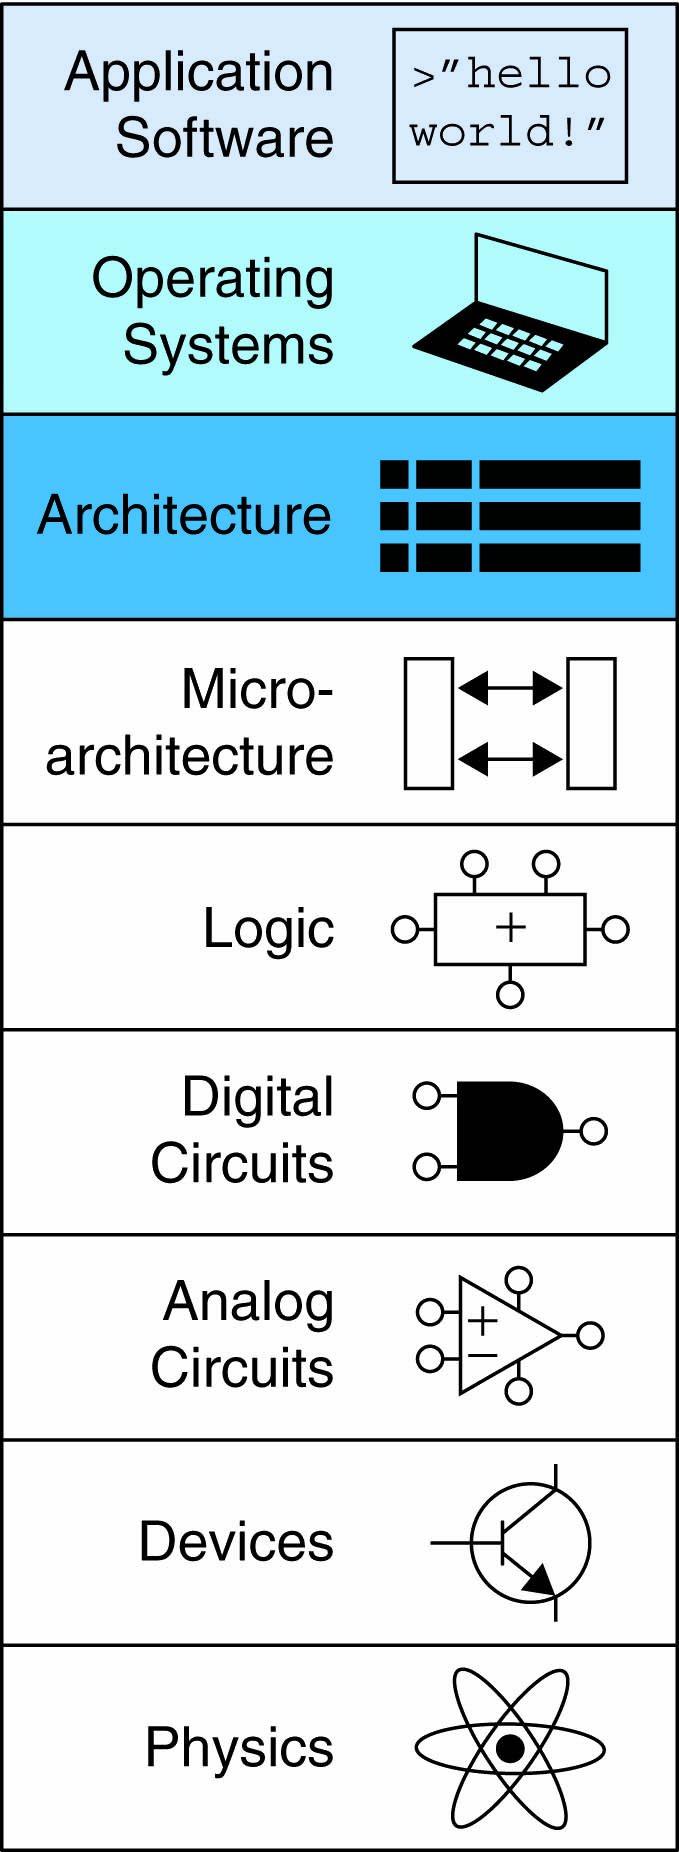 Application
Software
>"hello
world!"
Operating
Systems
Architecture
Micro-
architecture
Logic
+
Digital
Circuits
Analog
Circuits
+
−
Devices
Physics